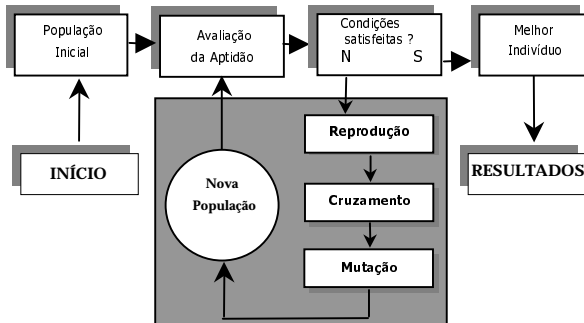 População
Inicial
Avaliação
da Aptidão
Condições
satisfeitas ?
N S
Melhor
Indivíduo
INÍCIO
RESULTADOS
Reprodução
Nova
População
Cruzamento
Mutação